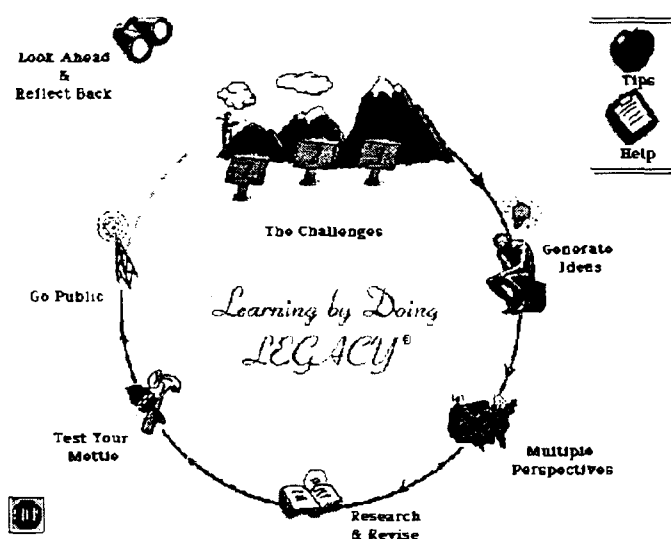 Look Ahead
&
Reflect Back
Tips
Help
The Challenges
Generate
Ideas
Go Public
Learning by Doing
LEGACY®
Test Your
Mettle
Multiple
Perspectives
Research
& Revise